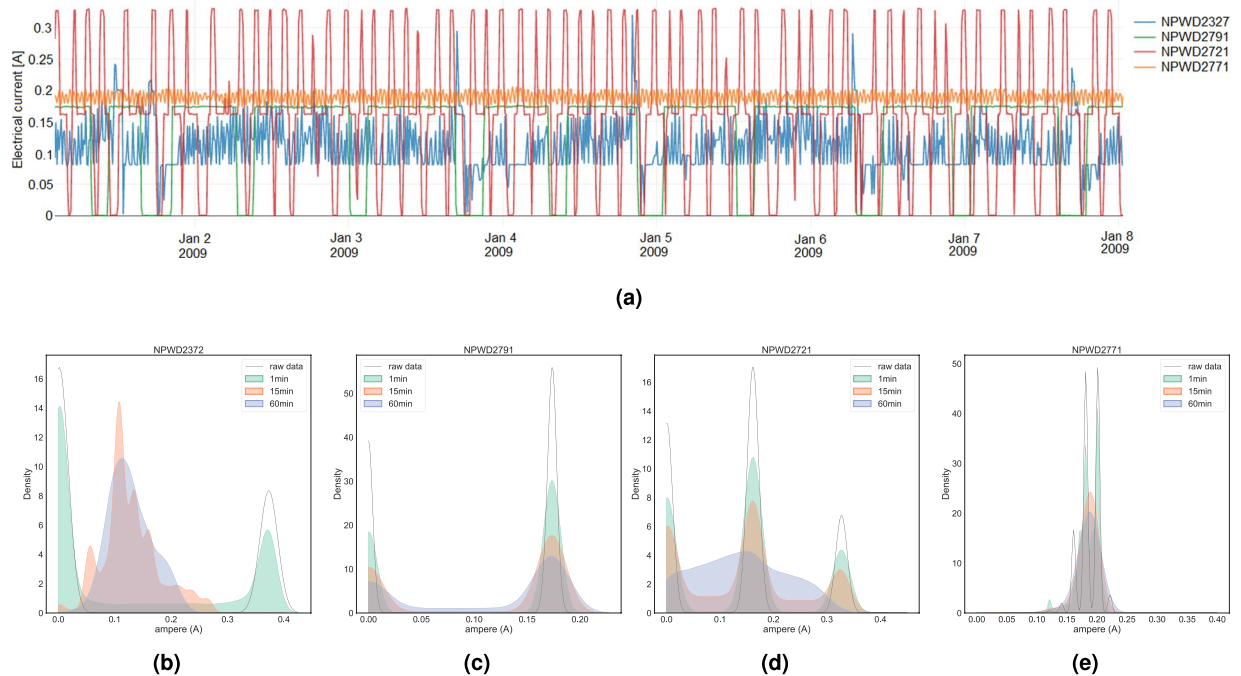 Electrical current [A]
0.3
0.25
0.2
0.15
0.1
0.05
0
Jan 2
2009
Jan 3
2009
Jan 4
2009
Jan 5
2009
Jan 6
2009
Jan 7
2009
Jan 8
2009
NPWD2327
NPWD2791
NPWD2721
NPWD2771
(a)
NPWD2372
Density
16
14
12
10
8
6
4
2
0
0.0 0.1 0.2 0.3 0.4
ampere (A)
raw data
1min
15min
60min
(b)
NPWD2791
Density
50
40
30
20
10
0
0.00 0.05 0.10 0.15 0.20
ampere (A)
raw data
1min
15min
60min
(c)
NPWD2721
Density
16
14
12
10
8
6
4
2
0
0.0 0.1 0.2 0.3 0.4
ampere (A)
raw data
1min
15min
60min
(d)
NPWD2771
Density
50
40
30
20
10
0
0.00 0.05 0.10 0.15 0.20 0.25 0.30 0.35 0.40
ampere (A)
raw data
1min
15min
60min
(e)